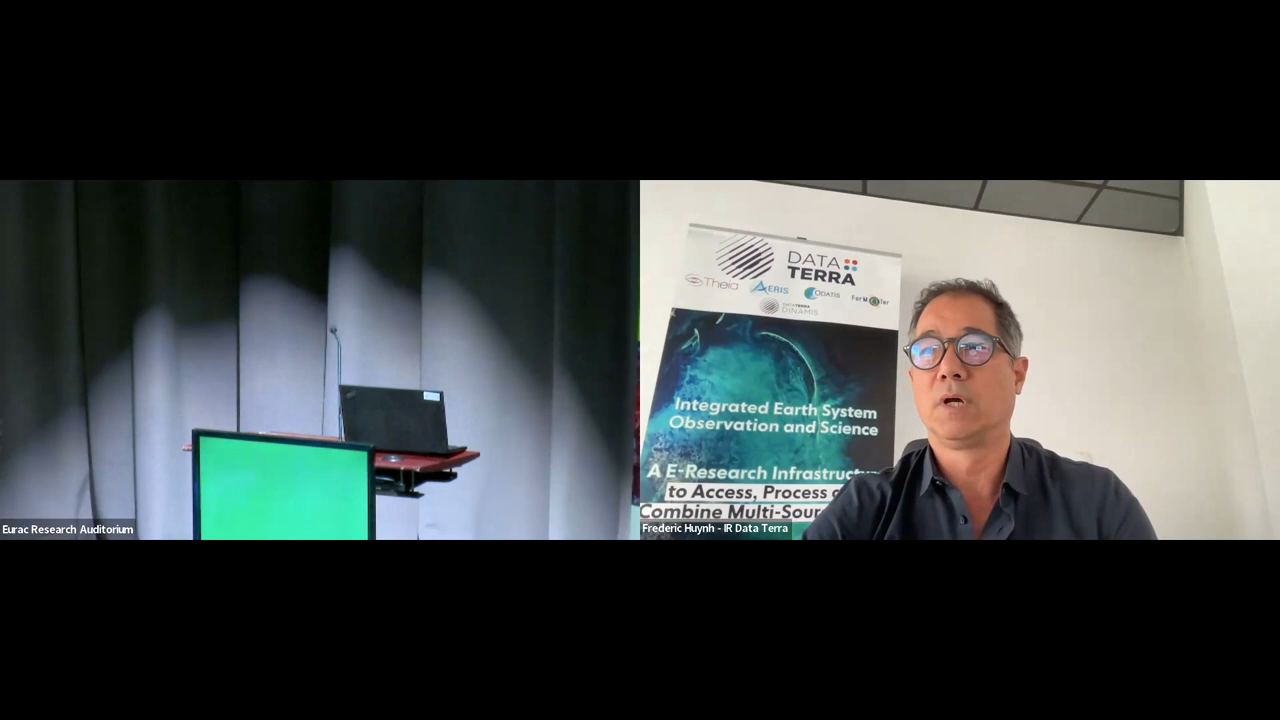 DATA
TERRA
Theia
AERIS
ODATIS
ForM@Ter
DATA TERRA
DINAMIS
Integrated Earth System
Observation and Science
A E-Research Infrastructu
to Access, Process
Combine Multi-Sour
Eurac Research Auditorium
Frederic Huynh - IR Data Terra